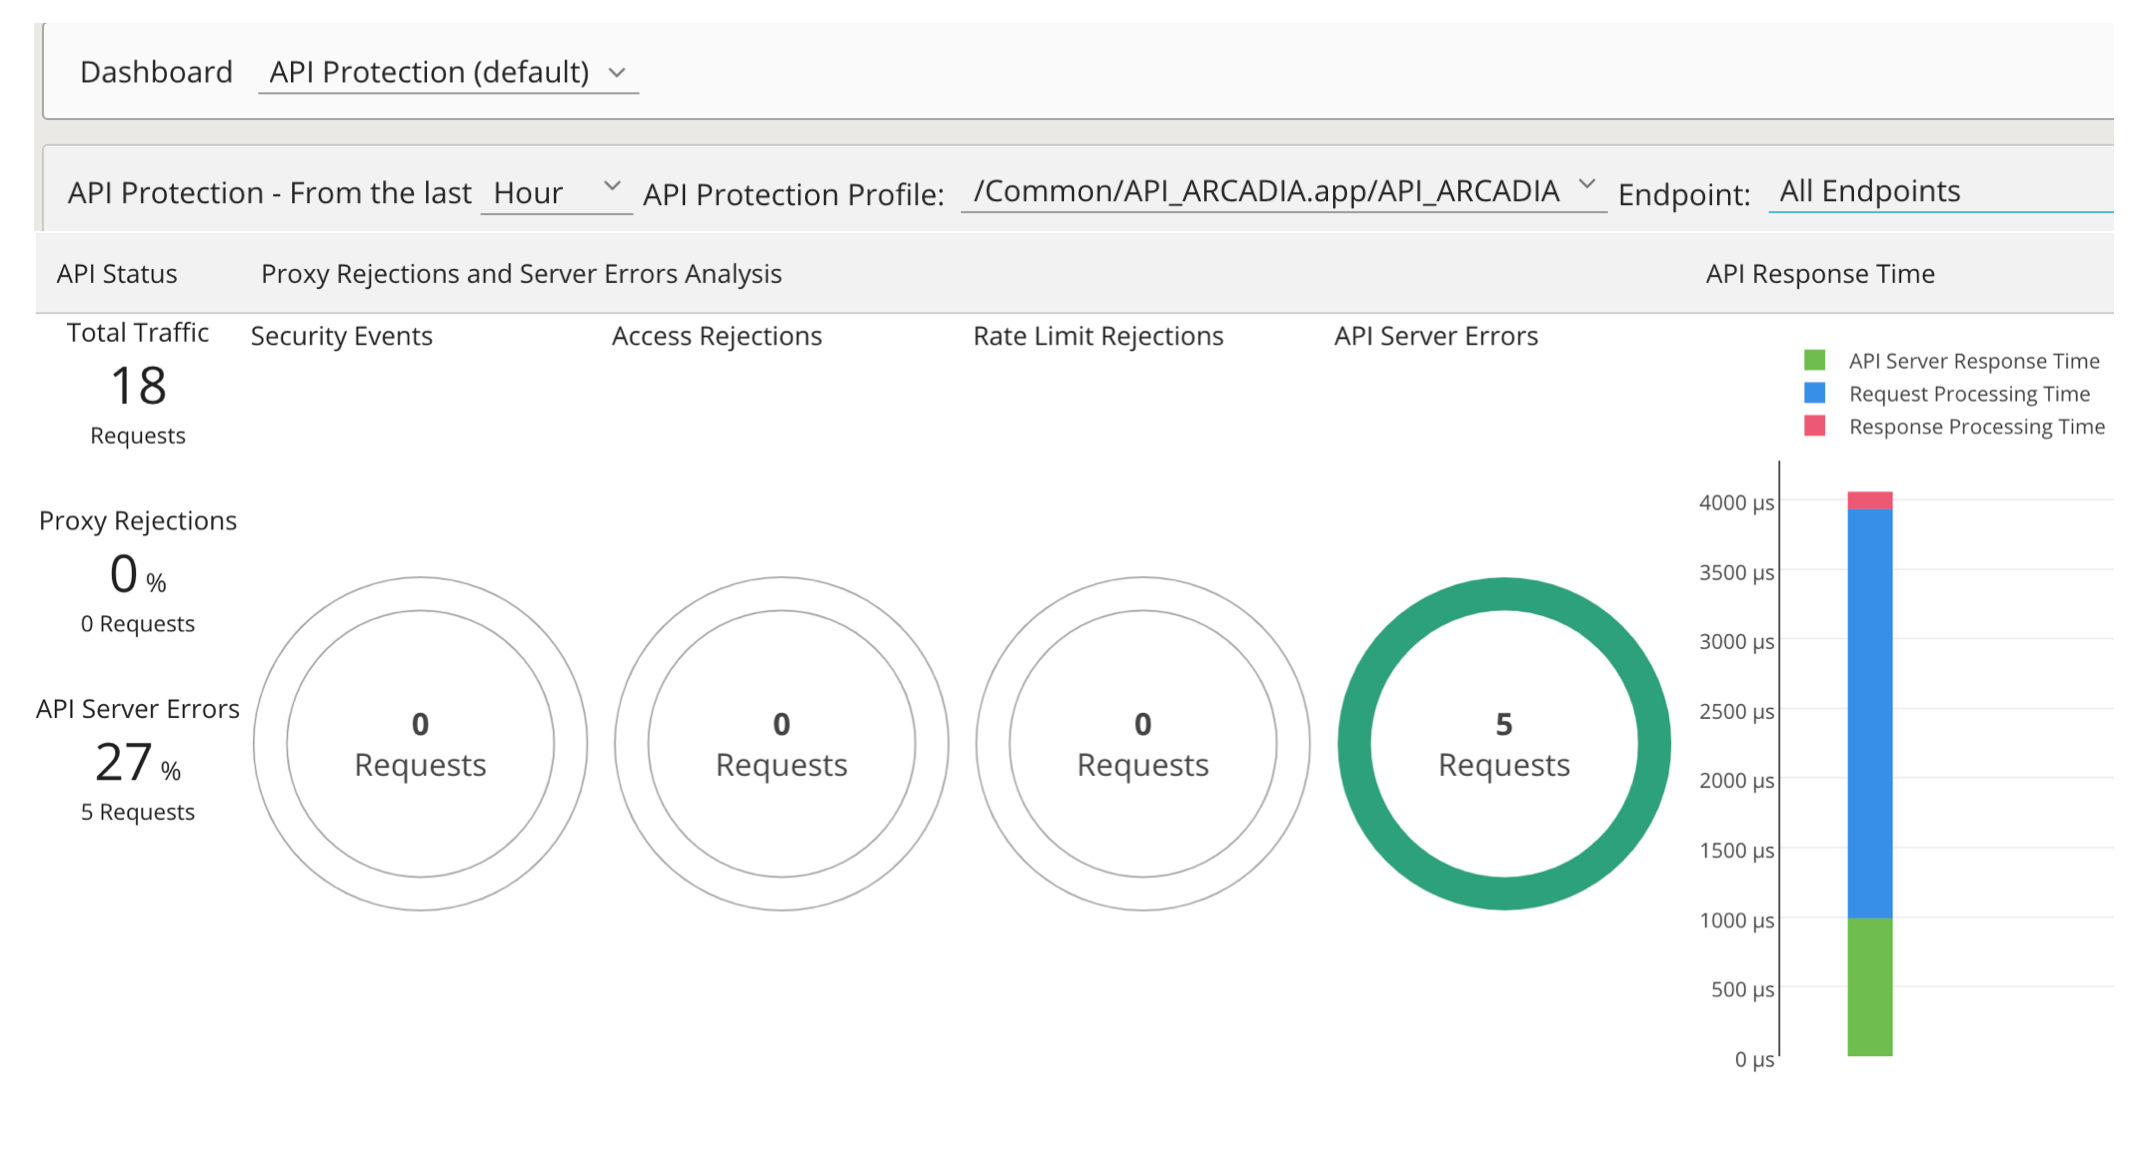 Dashboard API Protection (default)
API Protection - From the last Hour API Protection Profile: /Common/API_ARCADIA.app/API_ARCADIA Endpoint: All Endpoints
API Status Proxy Rejections and Server Errors Analysis API Response Time
Total Traffic
18
Requests
Proxy Rejections
0 %
0 Requests
API Server Errors
27 %
5 Requests
Security Events
0
Requests
Access Rejections
0
Requests
Rate Limit Rejections
0
Requests
API Server Errors
5
Requests
API Server Response Time
Request Processing Time
Response Processing Time
4000 µs
3500 µs
3000 µs
2500 µs
2000 µs
1500 µs
1000 µs
500 µs
0 µs